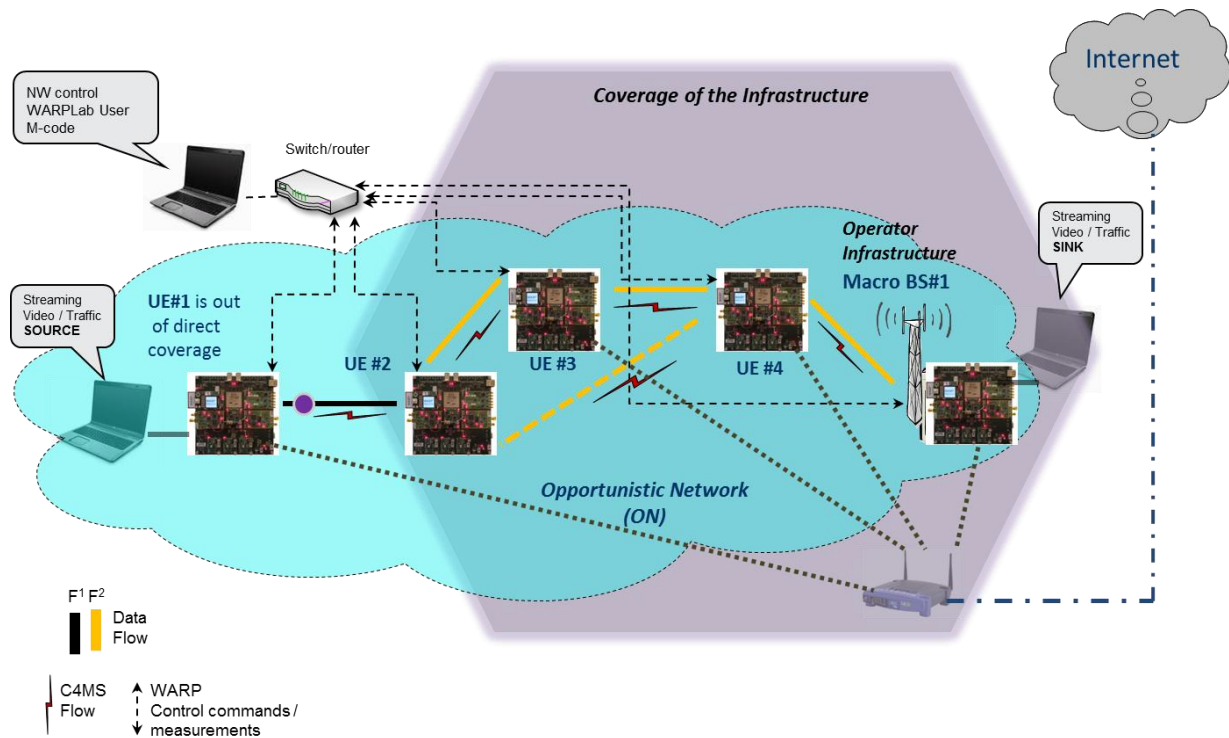 Internet
Coverage of the Infrastructure
NW control
WARPLab User
M-code
Switch/router
Streaming
Video / Traffic
SINK
Operator
Infrastructure
Macro BS#1
Streaming
Video / Traffic
SOURCE
UE#1 is out
of direct
coverage
UE #2
UE #3
UE #4
Opportunistic Network
(ON)
F1 F2
Data
Flow
C4MS
Flow
WARP
Control commands /
measurements